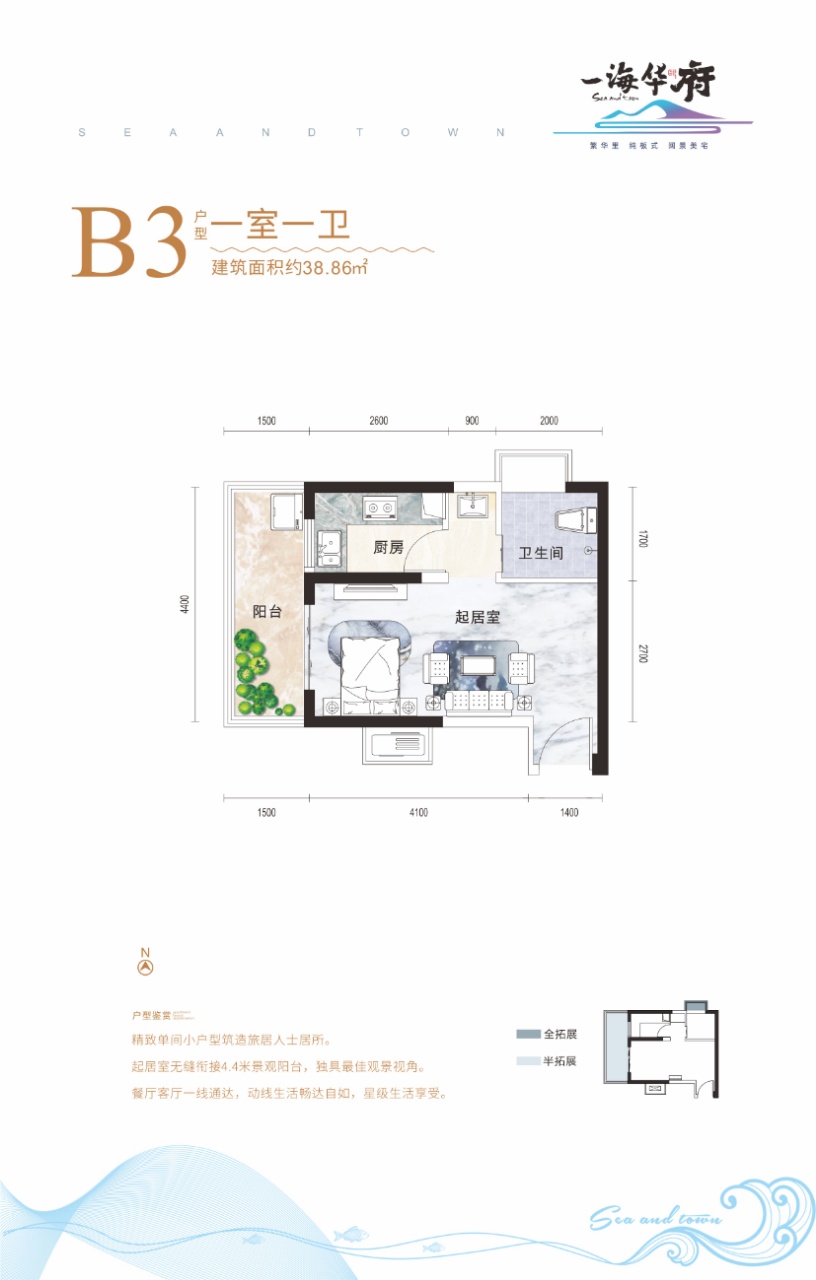 一海华府
Sea and town
SEA AND TOWN
繁华里 纯板式 阔景美宅
B3
户型
一室一卫
建筑面积约38.86㎡
1500 2600 900 2000
厨房
卫生间
阳台
起居室
4400
1700
2700
1500 4100 1400
N
户型鉴赏
精致单间小户型筑造旅居人士居所。
起居室无缝衔接4.4米景观阳台，独具最佳观景视角。
餐厅客厅一线通达，动线生活畅达自如，星级生活享受。
全拓展
半拓展
Sea and town